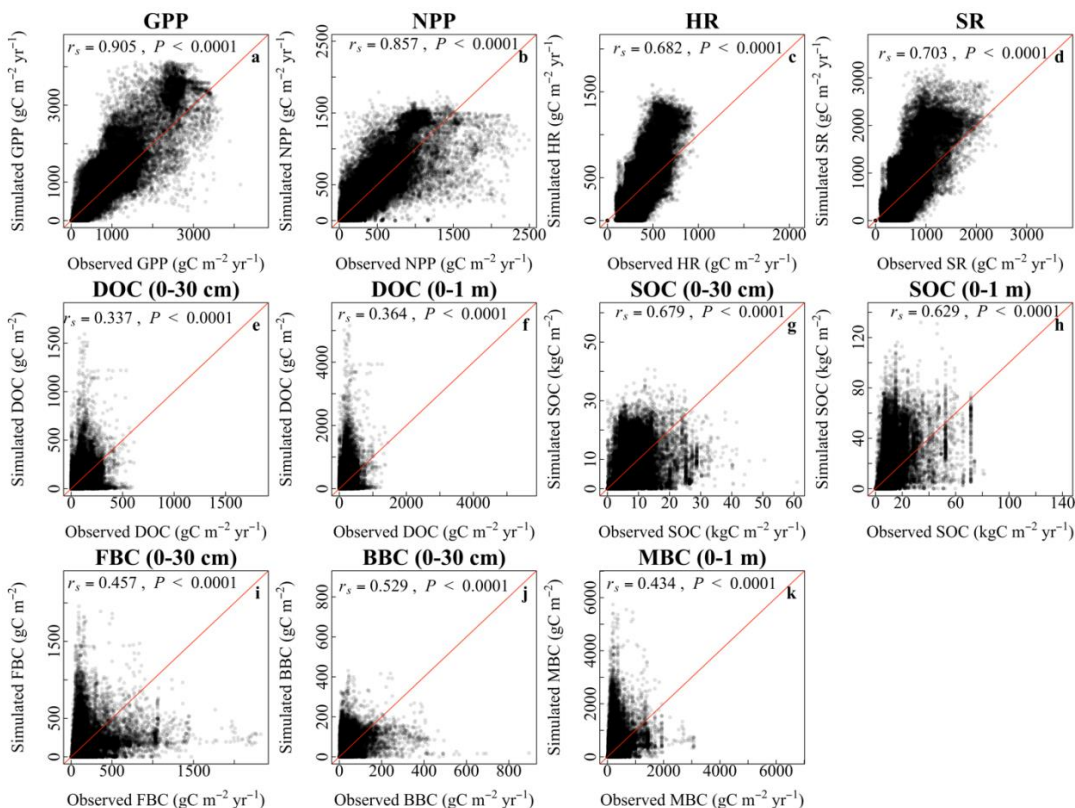 GPP
r_s = 0.905 , P < 0.0001
a
Simulated GPP (gC m⁻² yr⁻¹)
0 1000 3000
0 1000 3000
Observed GPP (gC m⁻² yr⁻¹)
NPP
r_s = 0.857 , P < 0.0001
b
Simulated NPP (gC m⁻² yr⁻¹)
0 500 1500 2500
0 500 1000 1500 2000 2500
Observed NPP (gC m⁻² yr⁻¹)
HR
r_s = 0.682 , P < 0.0001
c
Simulated HR (gC m⁻² yr⁻¹)
0 500 1500
0 500 1000 1500 2000
Observed HR (gC m⁻² yr⁻¹)
SR
r_s = 0.703 , P < 0.0001
d
Simulated SR (gC m⁻² yr⁻¹)
0 1000 2000 3000
0 1000 2000 3000
Observed SR (gC m⁻² yr⁻¹)
DOC (0-30 cm)
r_s = 0.337 , P < 0.0001
e
Simulated DOC (gC m⁻²)
0 500 1000 1500
0 500 1000 1500
Observed DOC (gC m⁻² yr⁻¹)
DOC (0-1 m)
r_s = 0.364 , P < 0.0001
f
Simulated DOC (gC m⁻²)
0 2000 4000
0 2000 4000
Observed DOC (gC m⁻² yr⁻¹)
SOC (0-30 cm)
r_s = 0.679 , P < 0.0001
g
Simulated SOC (kgC m⁻²)
0 10 30 50
0 10 20 30 40 50 60
Observed SOC (kgC m⁻² yr⁻¹)
SOC (0-1 m)
r_s = 0.629 , P < 0.0001
h
Simulated SOC (kgC m⁻²)
0 40 80 120
0 20 60 100 140
Observed SOC (kgC m⁻² yr⁻¹)
FBC (0-30 cm)
r_s = 0.457 , P < 0.0001
i
Simulated FBC (gC m⁻²)
0 500 1500
0 500 1500
Observed FBC (gC m⁻² yr⁻¹)
BBC (0-30 cm)
r_s = 0.529 , P < 0.0001
j
Simulated BBC (gC m⁻²)
0 200 400 600 800
0 200 400 600 800
Observed BBC (gC m⁻² yr⁻¹)
MBC (0-1 m)
r_s = 0.434 , P < 0.0001
k
Simulated MBC (gC m⁻²)
0 2000 4000 6000
0 1000 2000 3000 4000 5000 6000
Observed MBC (gC m⁻² yr⁻¹)